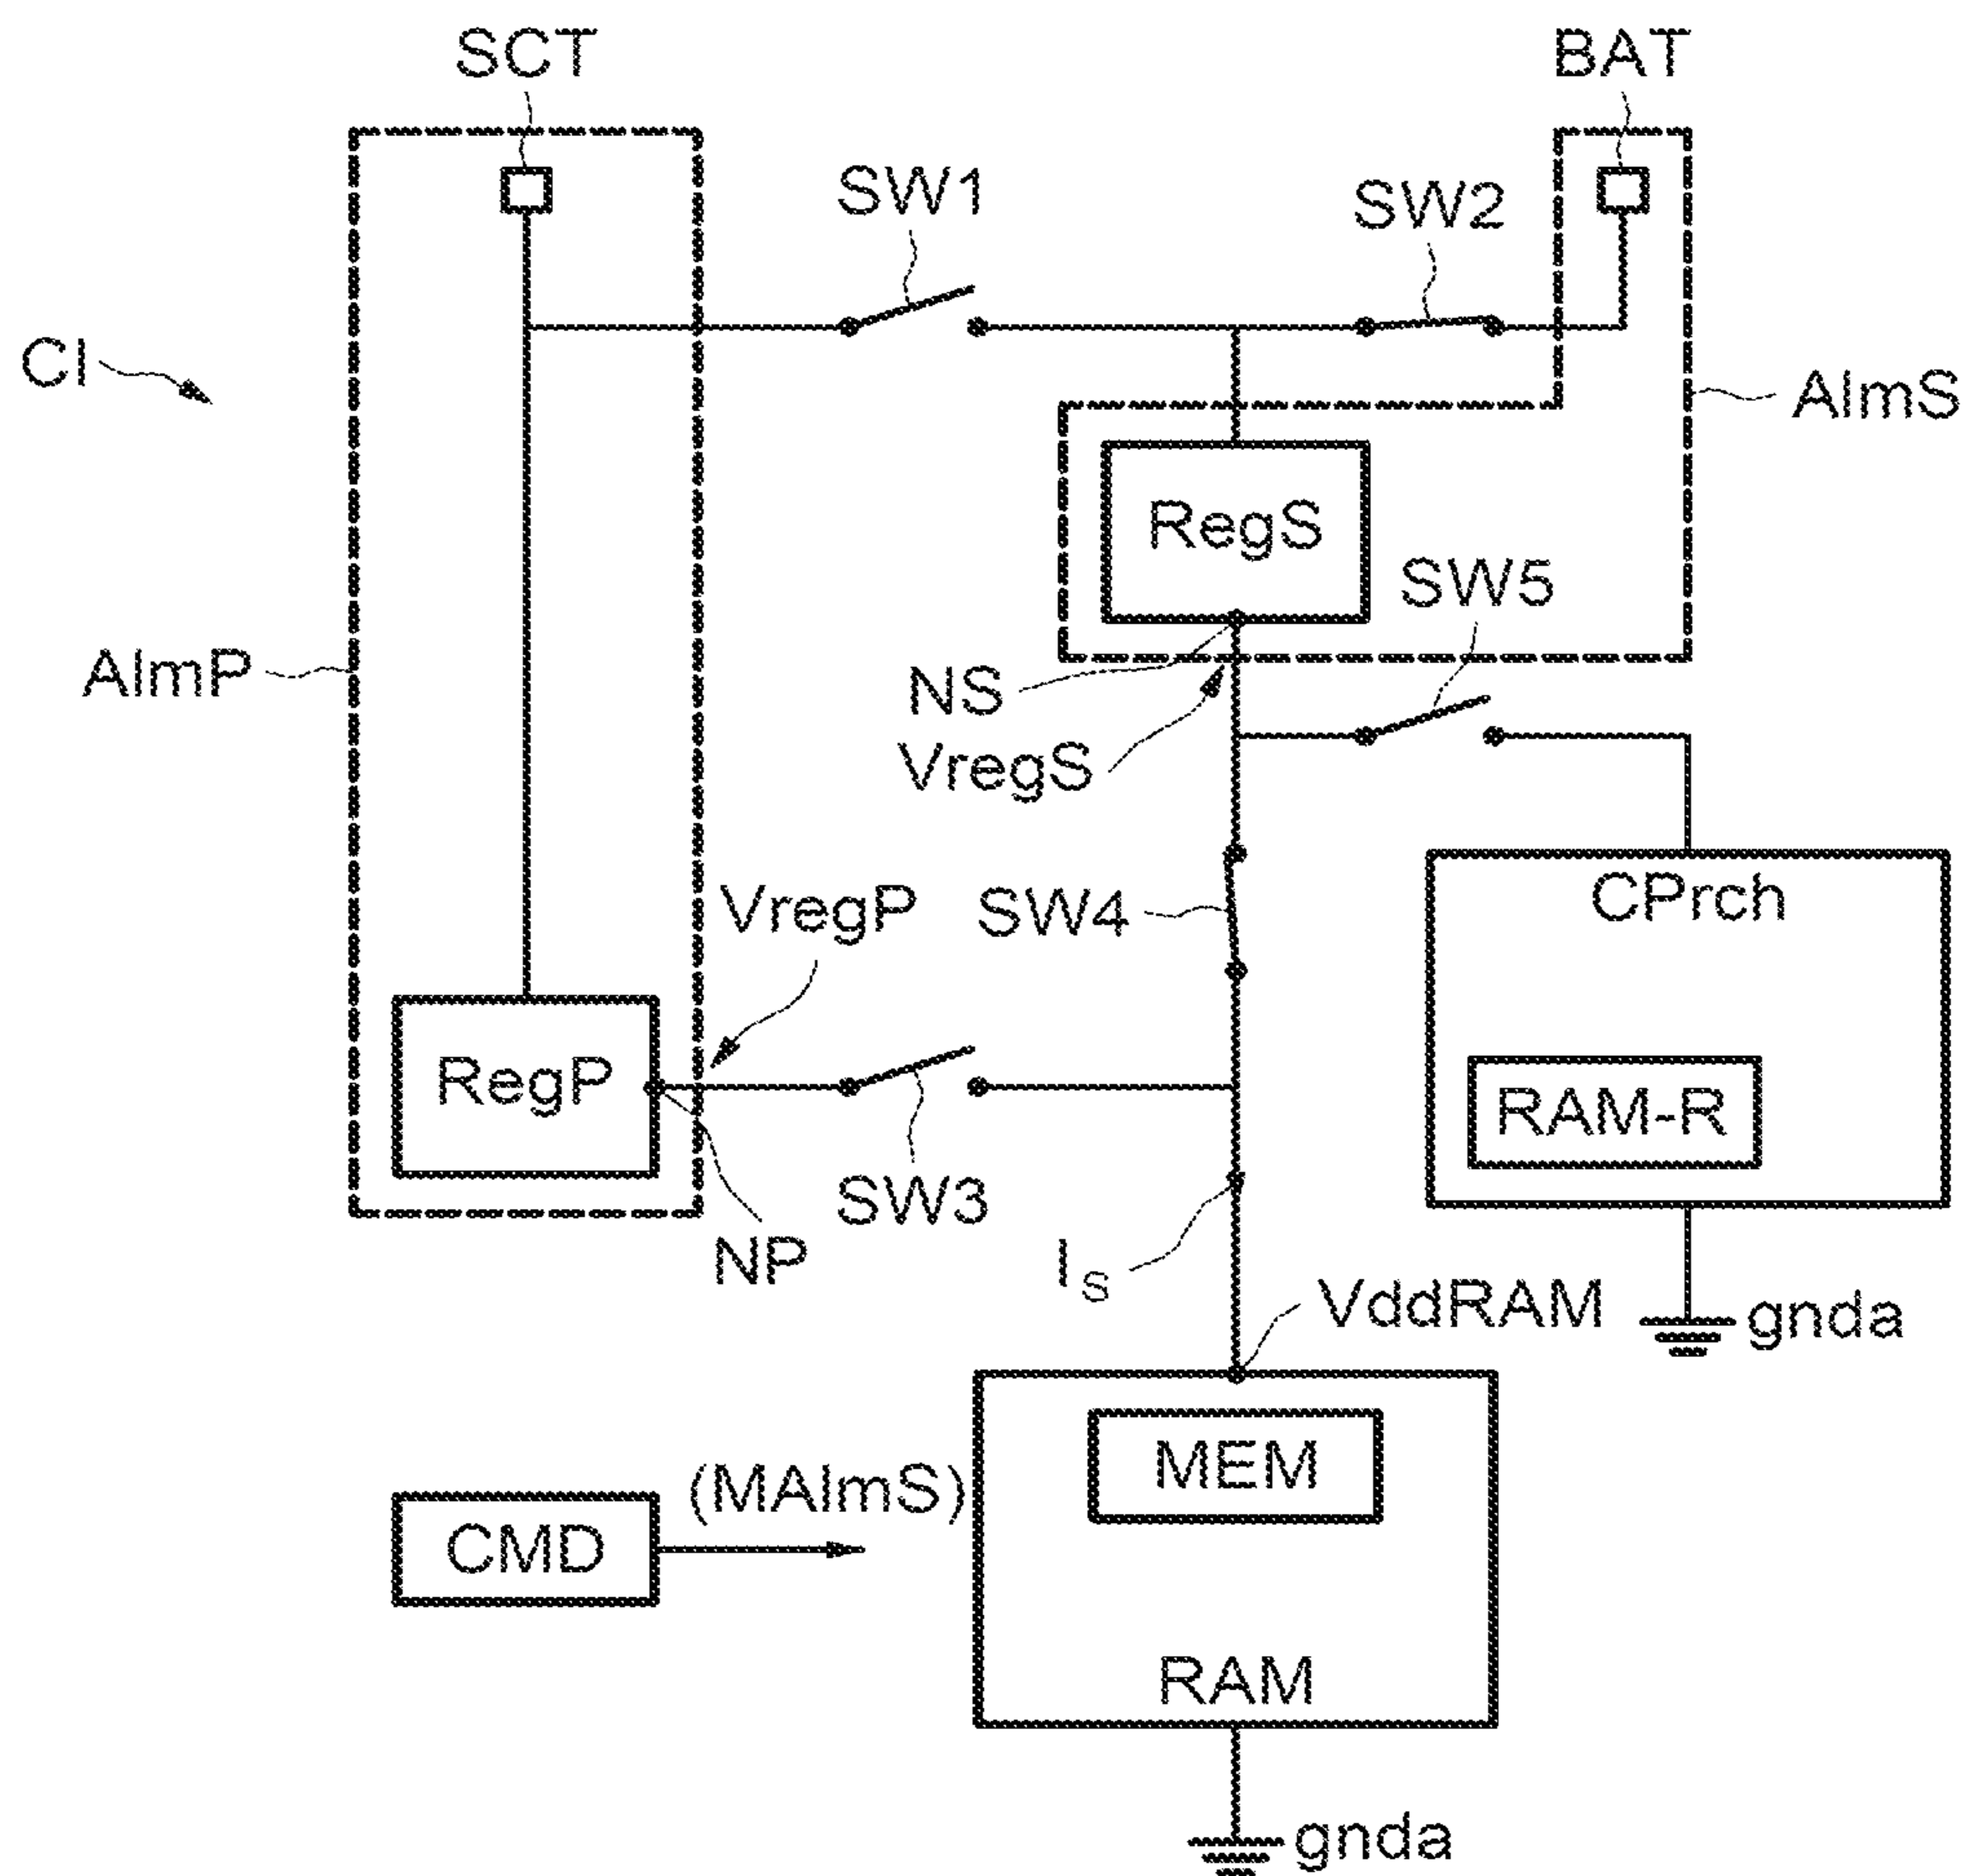 SCT
BAT
SW1
SW2
CI
AlmS
RegS
SW5
AlmP
NS
VregS
CPrch
VregP
SW4
RegP
RAM-R
SW3
NP
IS
VddRAM
gnda
MEM
(MAlmS)
CMD
RAM
gnda